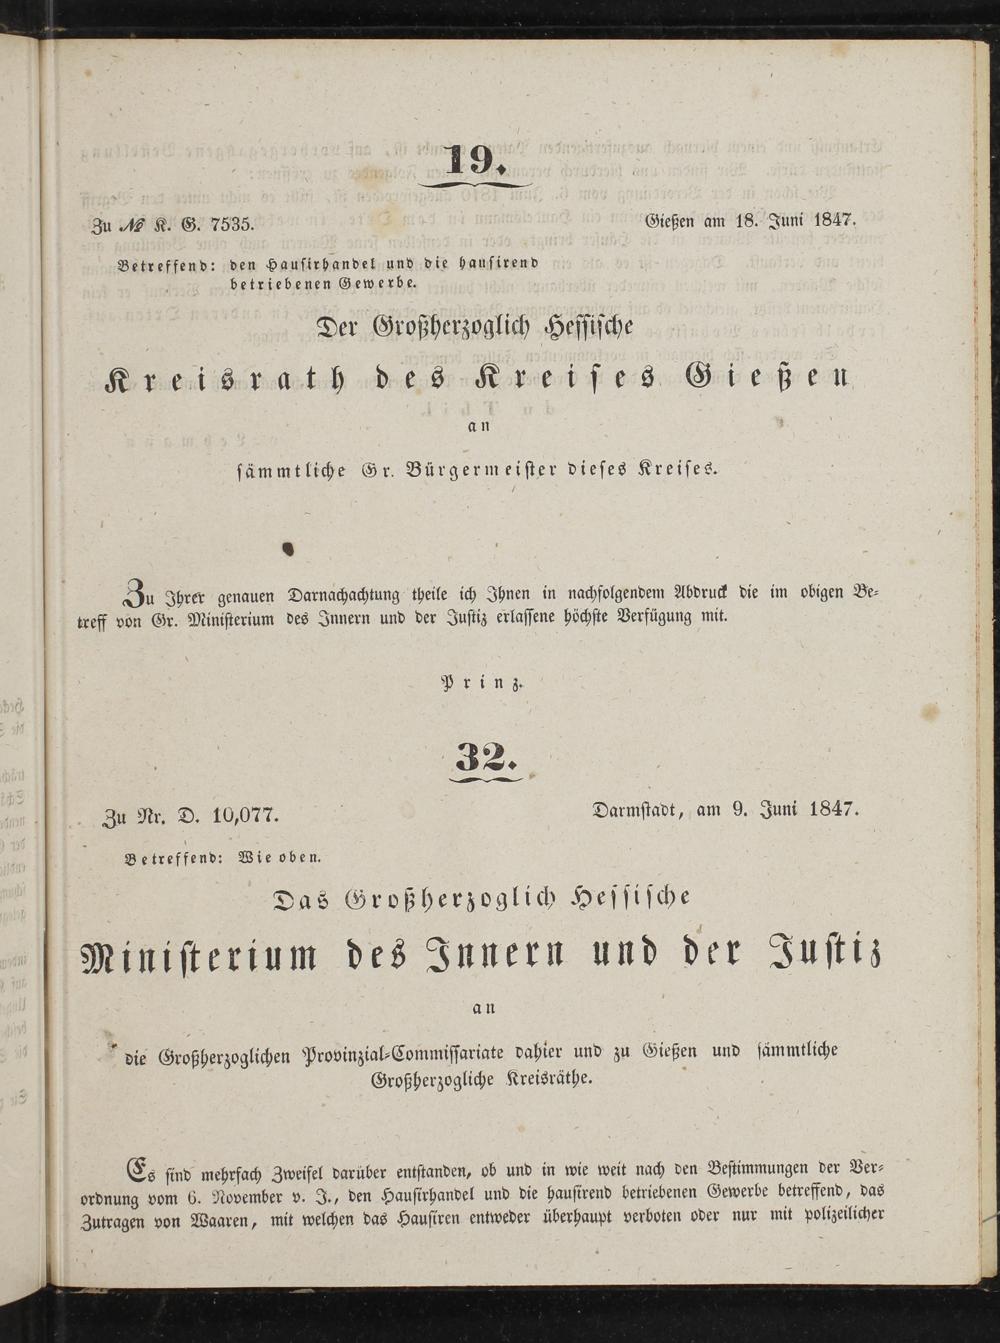 19.
Zu № K. G. 7535.
Gießen am 18. Juni 1847.
Betreffend: den Hausirhandel und die hausirend
betriebenen Gewerbe.
Der Großherzoglich Hessische
Kreisrath des Kreises Gießen
an
sämmtliche Gr. Bürgermeister dieses Kreises.
Zu Ihrer genauen Darnachachtung theile ich Ihnen in nachfolgendem Abdruck die im obigen Be-
treff von Gr. Ministerium des Innern und der Justiz erlassene höchste Verfügung mit.
Prinz.
32.
Zu Nr. D. 10,077.
Darmstadt, am 9. Juni 1847.
Betreffend: Wie oben.
Das Großherzoglich Hessische
Ministerium des Innern und der Justiz
an
die Großherzoglichen Provinzial-Commissariate dahier und zu Gießen und sämmtliche
Großherzogliche Kreisräthe.
Es sind mehrfach Zweifel darüber entstanden, ob und in wie weit nach den Bestimmungen der Ver-
ordnung vom 6. November v. J., den Hausirhandel und die hausirend betriebenen Gewerbe betreffend, das
Zutragen von Waaren, mit welchen das Hausiren entweder überhaupt verboten oder nur mit polizeilicher